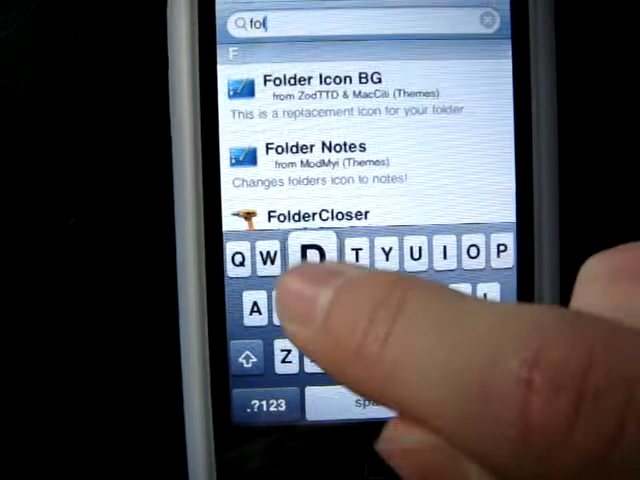 fol
F
Folder Icon BG
from ZodTTD & MacCiti (Themes)
This is a replacement icon for your folder...
Folder Notes
from ModMyi (Themes)
Changes folders icon to notes!
FolderCloser
Q W D T Y U I O P
A L
Z
.?123 spa